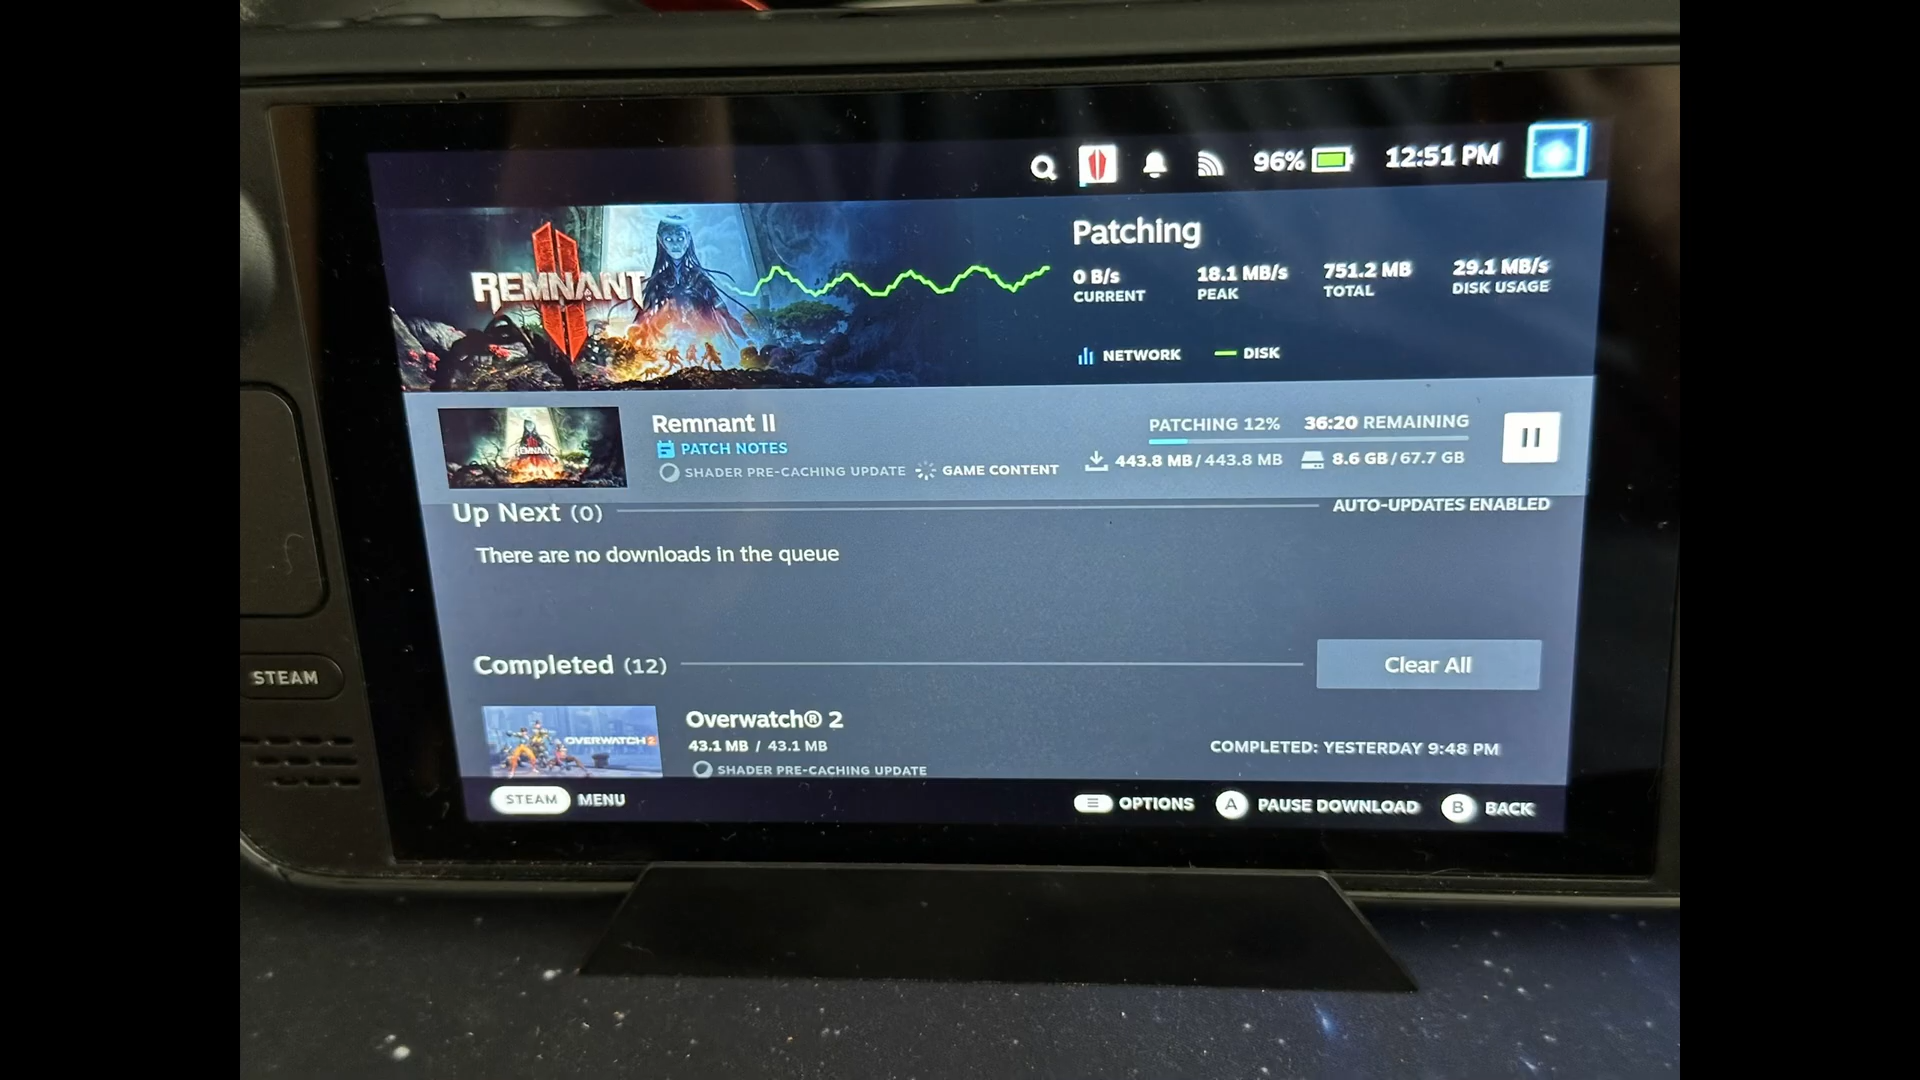 96% 12:51 PM
REMNANT II
Patching
0 B/s 18.1 MB/s 751.2 MB 29.1 MB/s
CURRENT PEAK TOTAL DISK USAGE
NETWORK DISK
REMNANT
Remnant II
PATCHING 12% 36:20 REMAINING
PATCH NOTES
443.8 MB/443.8 MB 8.6 GB/67.7 GB
SHADER PRE-CACHING UPDATE GAME CONTENT
Up Next (0) AUTO-UPDATES ENABLED
There are no downloads in the queue
Completed (12) Clear All
STEAM
OVERWATCH 2
Overwatch® 2
43.1 MB / 43.1 MB
COMPLETED: YESTERDAY 9:48 PM
SHADER PRE-CACHING UPDATE
STEAM MENU OPTIONS A PAUSE DOWNLOAD B BACK